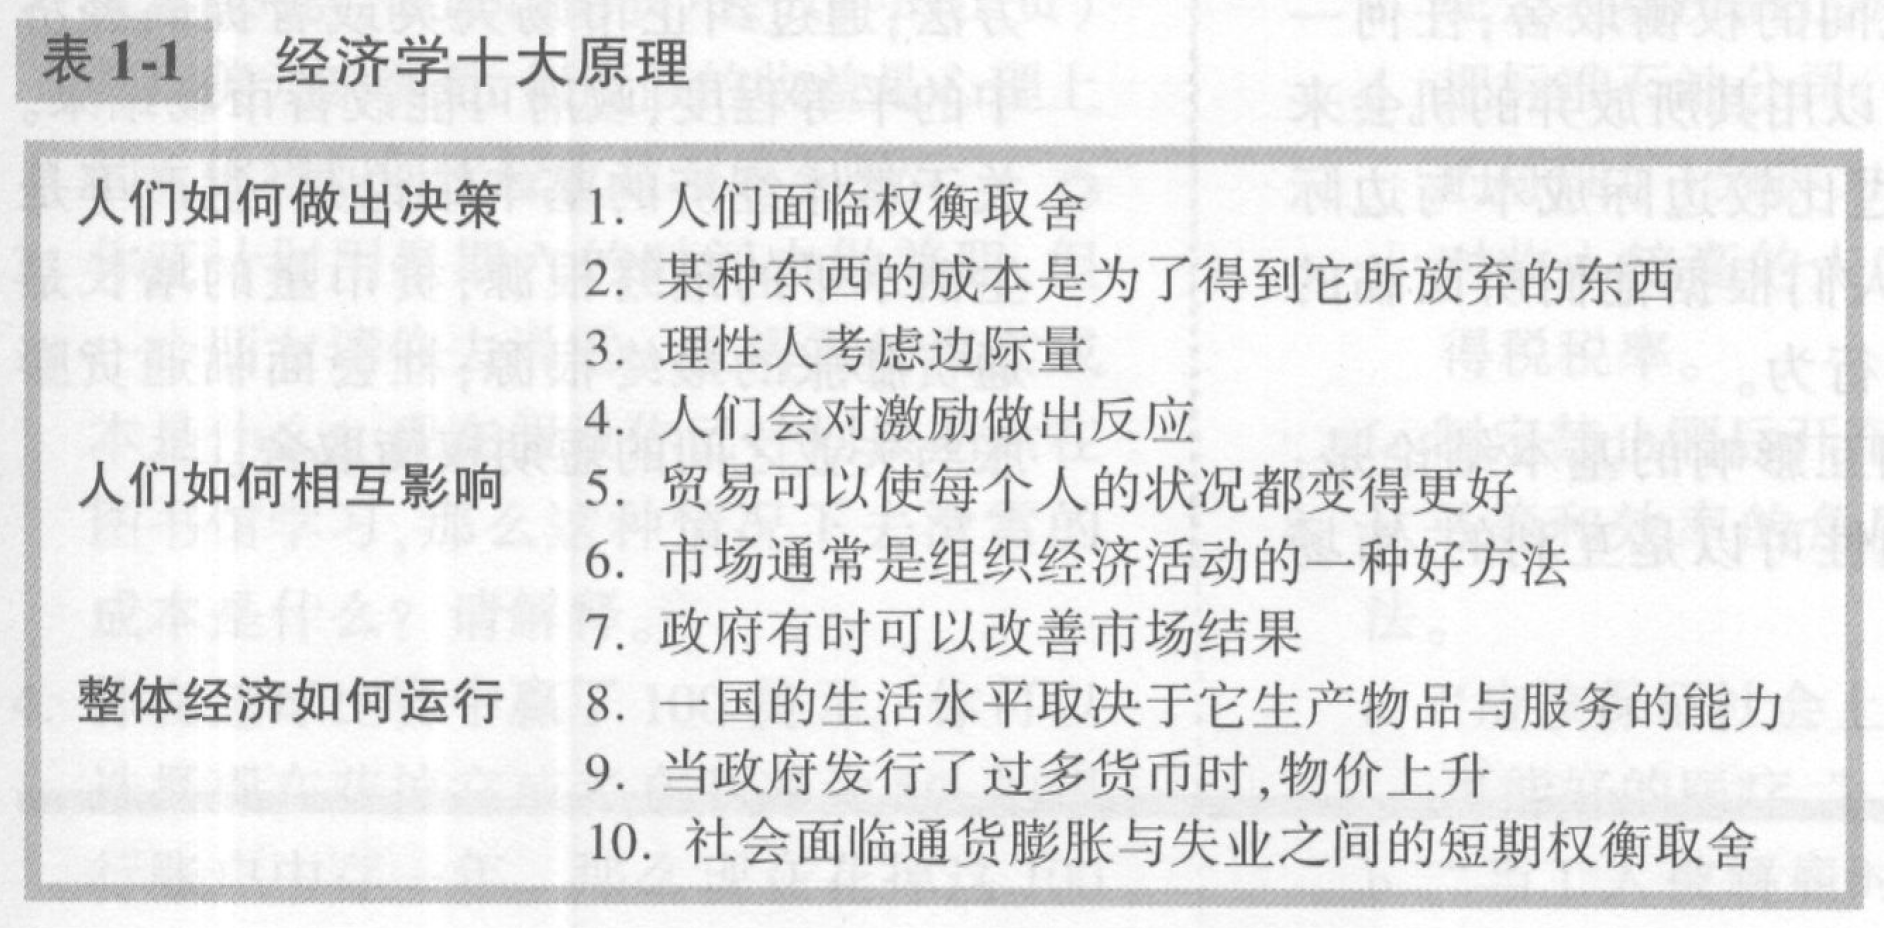 表 1-1 经济学十大原理
人们如何做出决策 1. 人们面临权衡取舍
2. 某种东西的成本是为了得到它所放弃的东西
3. 理性人考虑边际量
4. 人们会对激励做出反应
人们如何相互影响 5. 贸易可以使每个人的状况都变得更好
6. 市场通常是组织经济活动的一种好方法
7. 政府有时可以改善市场结果
整体经济如何运行 8. 一国的生活水平取决于它生产物品与服务的能力
9. 当政府发行了过多货币时,物价上升
10. 社会面临通货膨胀与失业之间的短期权衡取舍